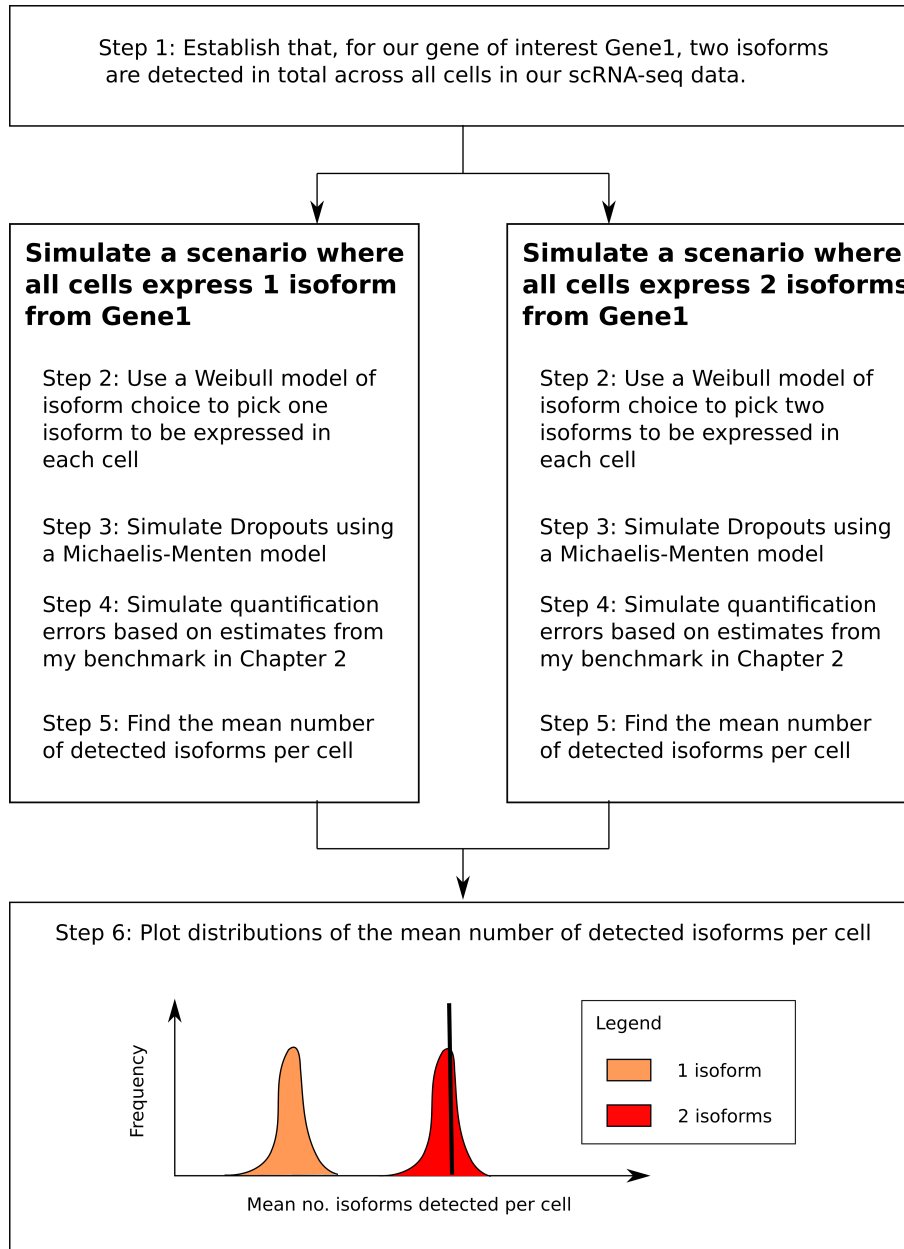 Step 1: Establish that, for our gene of interest Gene1, two isoforms
are detected in total across all cells in our scRNA-seq data.
Simulate a scenario where
all cells express 1 isoform
from Gene1
Step 2: Use a Weibull model of
isoform choice to pick one
isoform to be expressed in
each cell
Step 3: Simulate Dropouts using
a Michaelis-Menten model
Step 4: Simulate quantification
errors based on estimates from
my benchmark in Chapter 2
Step 5: Find the mean number
of detected isoforms per cell
Simulate a scenario where
all cells express 2 isoforms
from Gene1
Step 2: Use a Weibull model of
isoform choice to pick two
isoforms to be expressed in
each cell
Step 3: Simulate Dropouts using
a Michaelis-Menten model
Step 4: Simulate quantification
errors based on estimates from
my benchmark in Chapter 2
Step 5: Find the mean number
of detected isoforms per cell
Step 6: Plot distributions of the mean number of detected isoforms per cell
Frequency
Mean no. isoforms detected per cell
Legend
1 isoform
2 isoforms